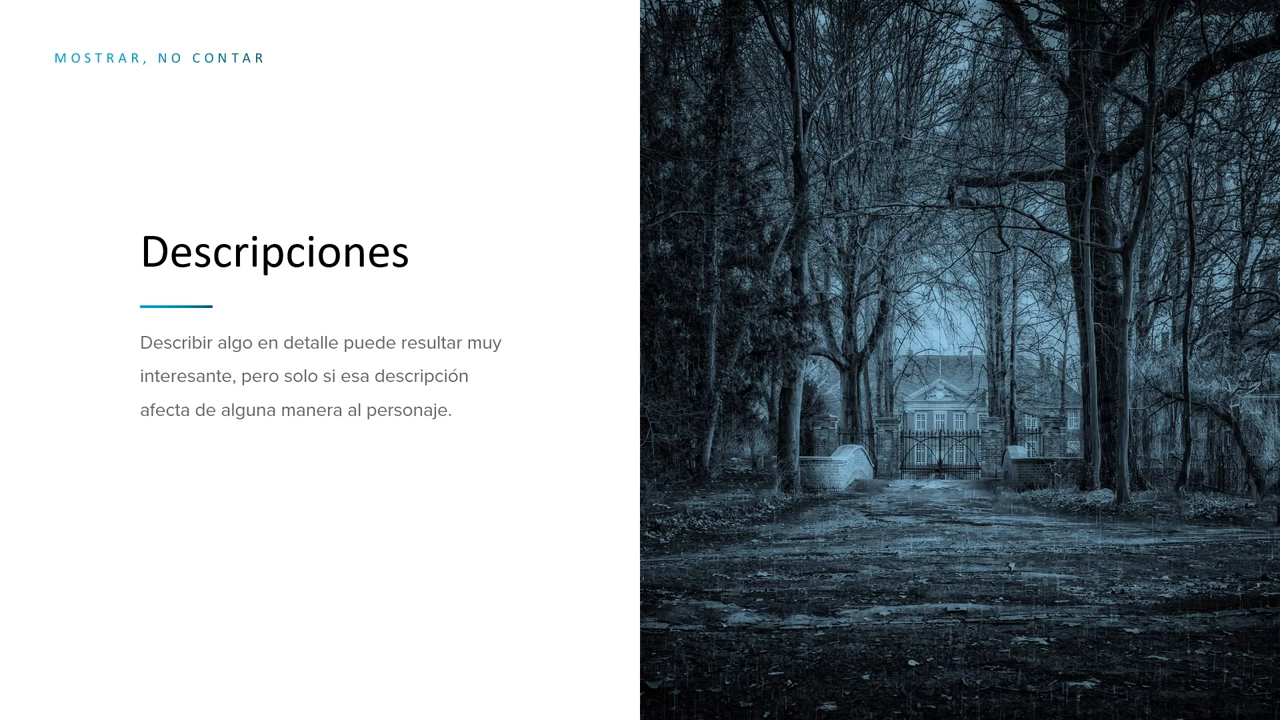 MOSTRAR, NO CONTAR
Descripciones
Describir algo en detalle puede resultar muy
interesante, pero solo si esa descripción
afecta de alguna manera al personaje.